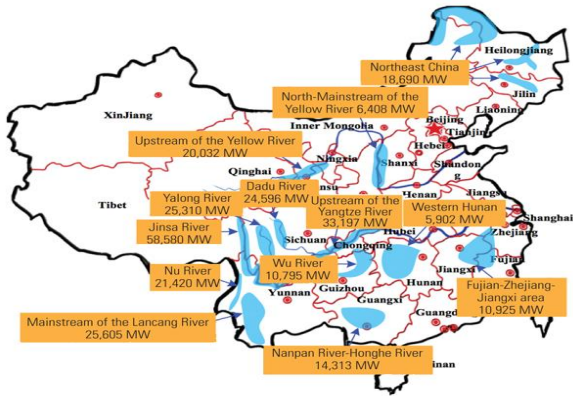 Heilongjiang
Northeast China
18,690 MW
Jilin
North-Mainstream of the
Yellow River 6,408 MW
Liaoning
XinJiang
Inner Mongolia
Beijing
Tianjin
Upstream of the Yellow River
20,032 MW
Hebei
Ningxia
Shanxi
Shandon
g
Qinghai
Dadu River
24,596 MW
nsu
Henan
Jiangsu
Yalong River
25,310 MW
Upstream of the
Yangtze River
33,197 MW
Western Hunan
5,902 MW
Tibet
Shanghai
Jinsa River
58,580 MW
Sichuan
Chongqing
Hubei
Zhejiang
Nu River
21,420 MW
Wu River
10,795 MW
Jiangxi
Fujian
Hunan
Yunnan
Guizhou
Guangxi
Fujian-Zhejiang-
Jiangxi area
10,925 MW
Mainstream of the Lancang River
25,605 MW
Guangd
Nanpan River-Honghe River
14,313 MW
inan